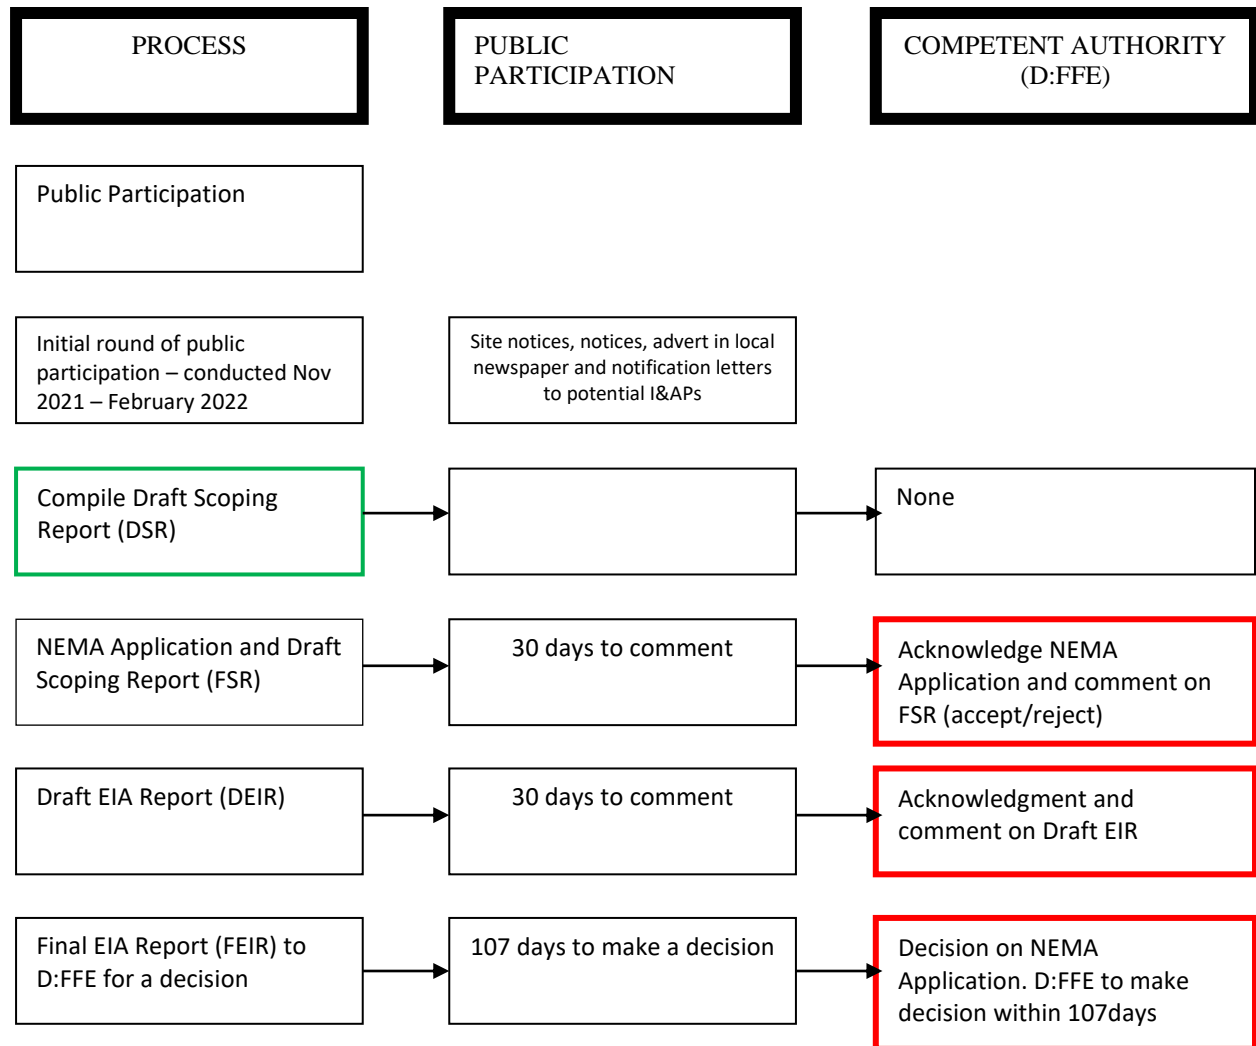 PROCESS
PUBLIC
PARTICIPATION
COMPETENT AUTHORITY
(D:FFE)
Public Participation
Initial round of public
participation – conducted Nov
2021 – February 2022
Site notices, notices, advert in local
newspaper and notification letters
to potential I&APs
Compile Draft Scoping
Report (DSR)
None
NEMA Application and Draft
Scoping Report (FSR)
30 days to comment
Acknowledge NEMA
Application and comment on
FSR (accept/reject)
Draft EIA Report (DEIR)
30 days to comment
Acknowledgment and
comment on Draft EIR
Final EIA Report (FEIR) to
D:FFE for a decision
107 days to make a decision
Decision on NEMA
Application. D:FFE to make
decision within 107days